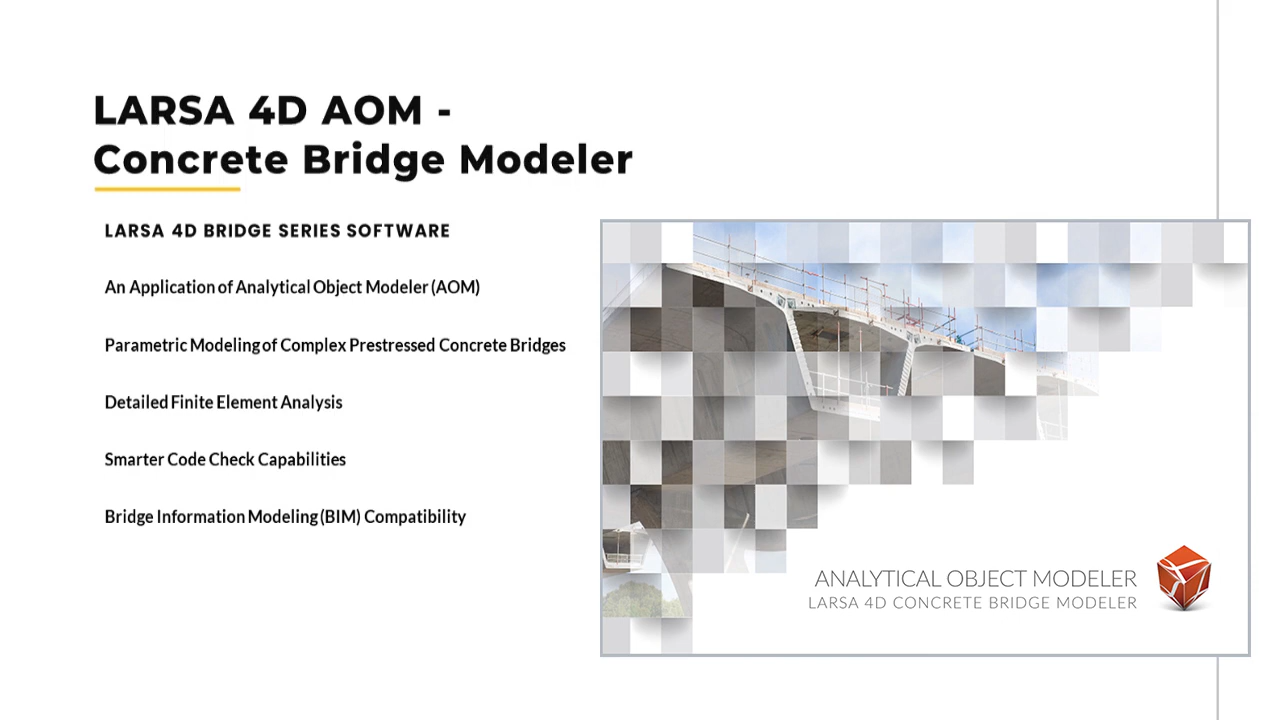 LARSA 4D AOM -
Concrete Bridge Modeler
LARSA 4D BRIDGE SERIES SOFTWARE
An Application of Analytical Object Modeler (AOM)
Parametric Modeling of Complex Prestressed Concrete Bridges
Detailed Finite Element Analysis
Smarter Code Check Capabilities
Bridge Information Modeling (BIM) Compatibility
ANALYTICAL OBJECT MODELER
LARSA 4D CONCRETE BRIDGE MODELER